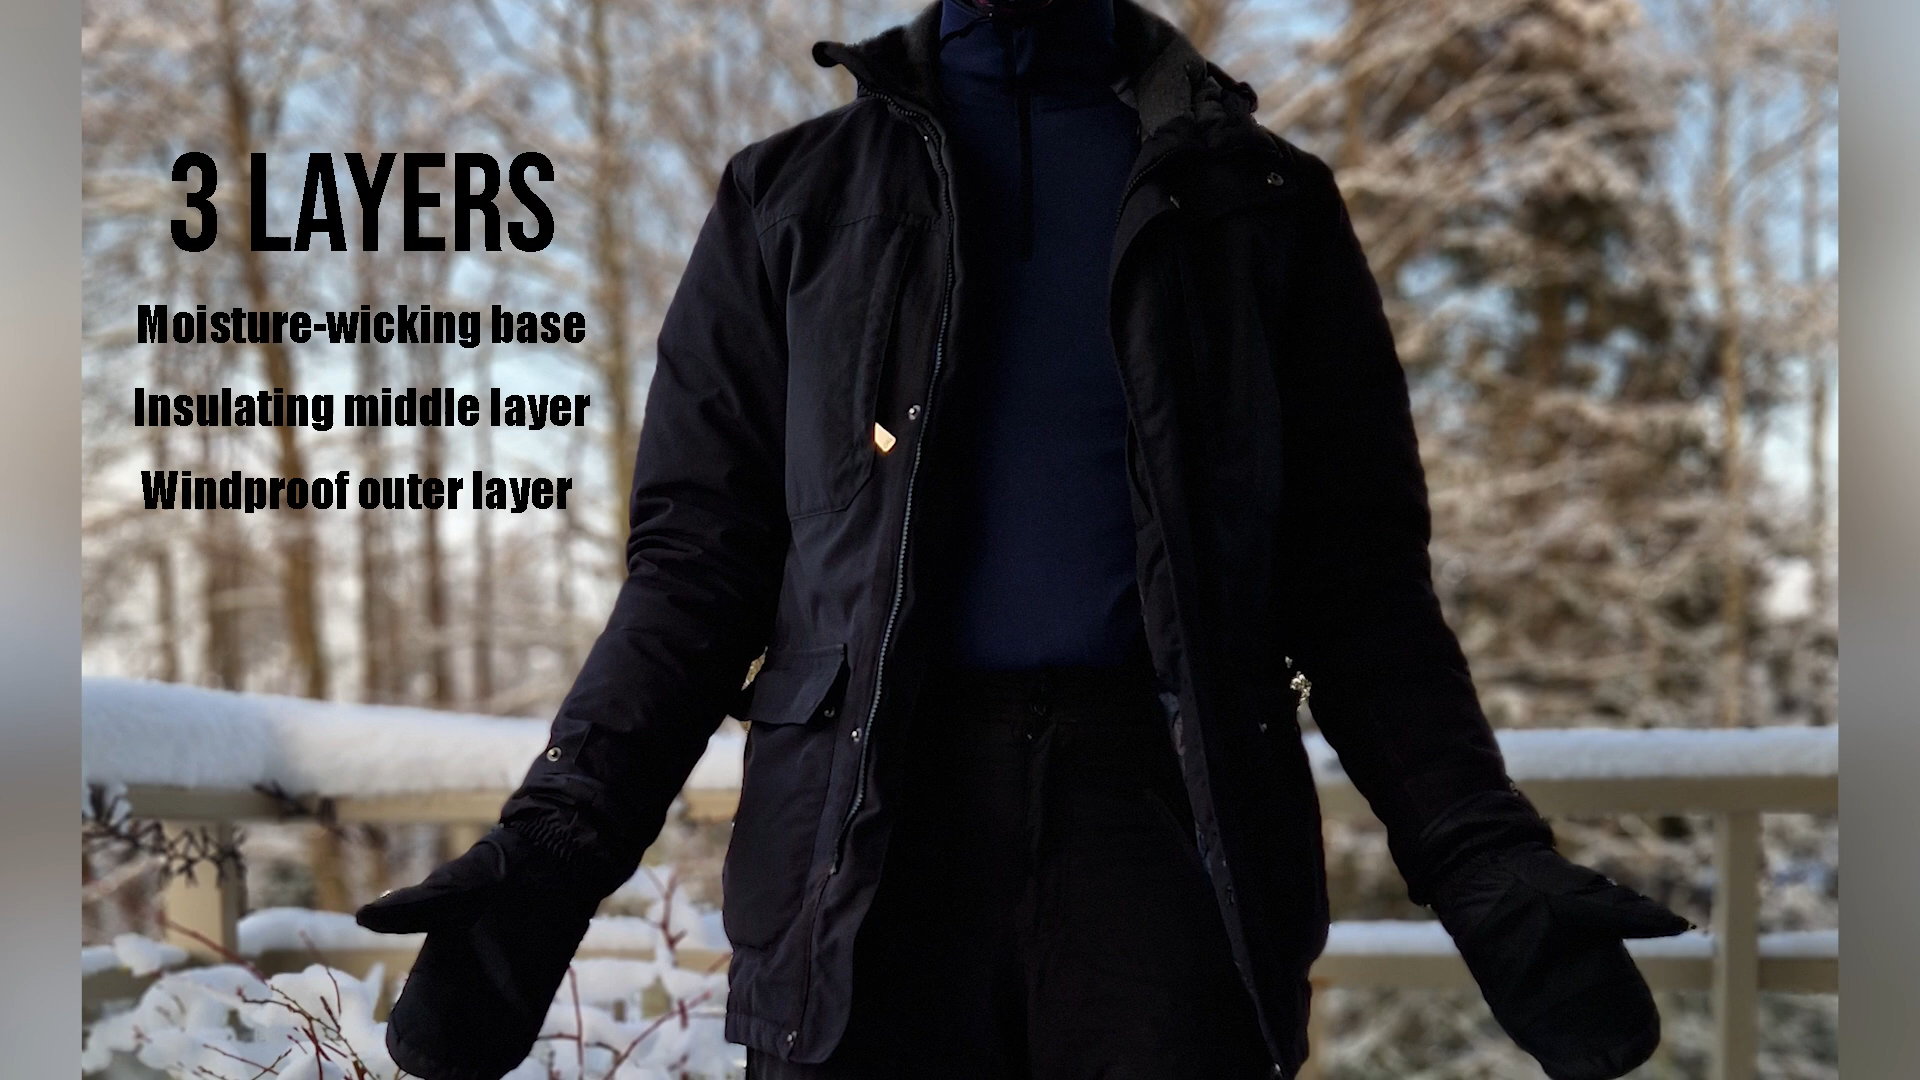 3 LAYERS
Moisture-wicking base
Insulating middle layer
Windproof outer layer